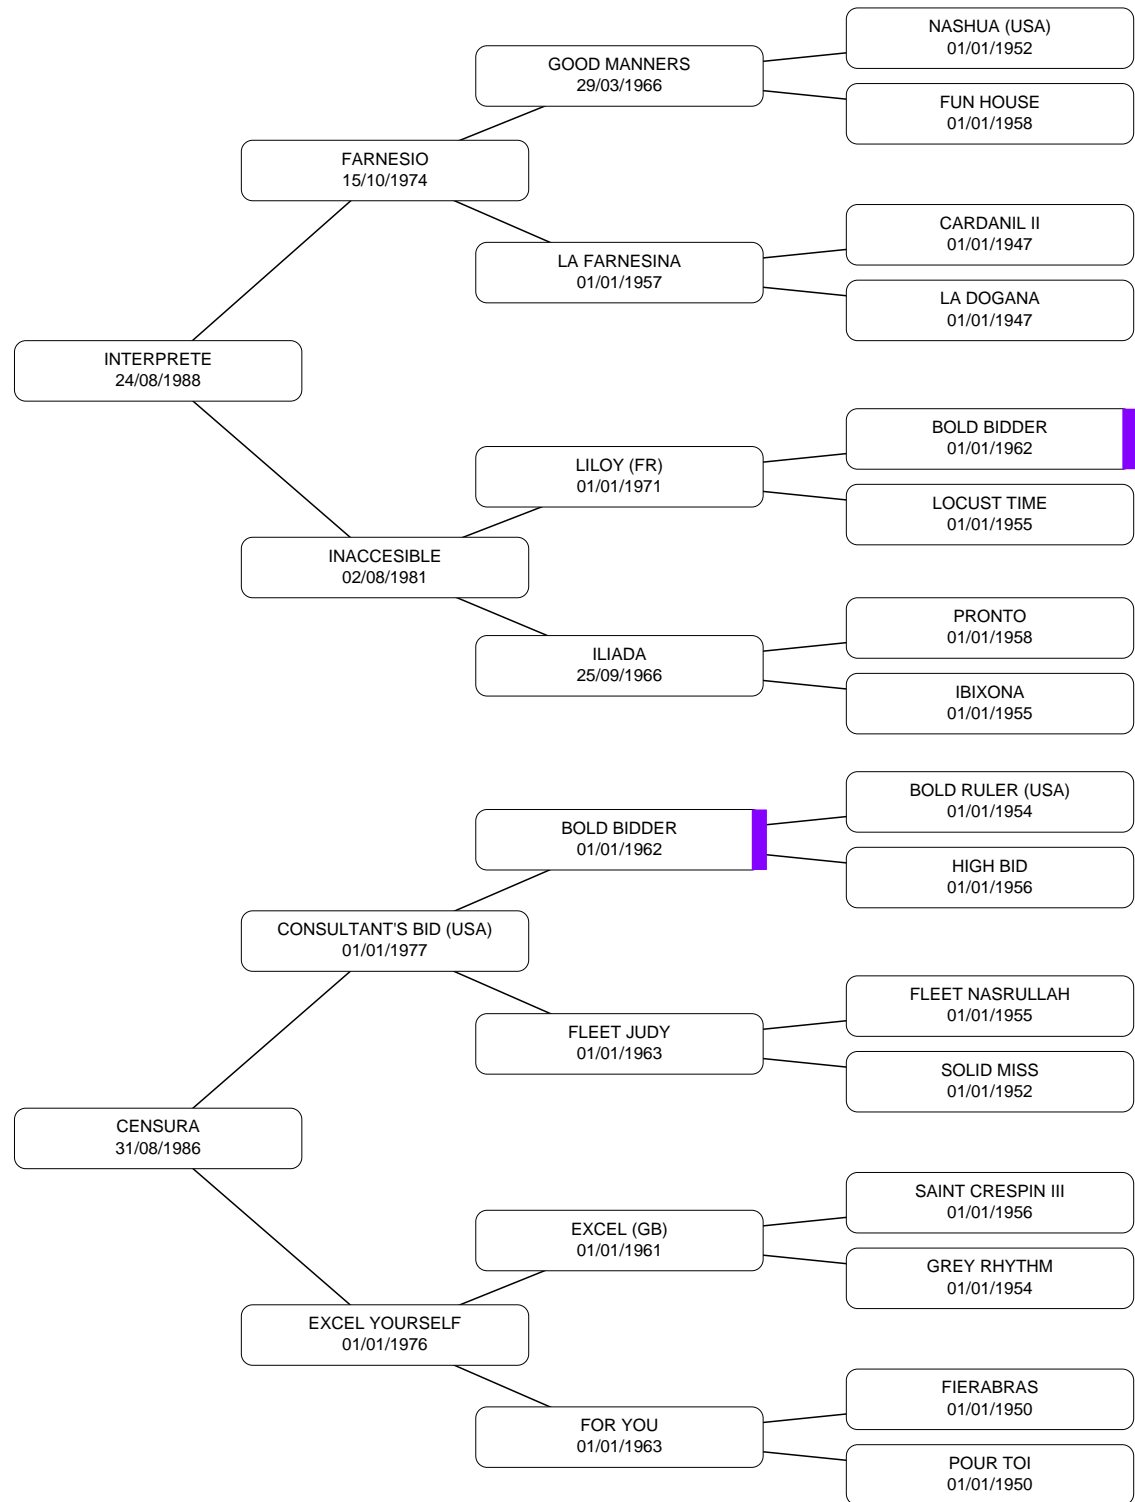 NASHUA (USA)
01/01/1952
GOOD MANNERS
29/03/1966
FUN HOUSE
01/01/1958
FARNESIO
15/10/1974
CARDANIL II
01/01/1947
LA FARNESINA
01/01/1957
LA DOGANA
01/01/1947
INTERPRETE
24/08/1988
BOLD BIDDER
01/01/1962
LILOY (FR)
01/01/1971
LOCUST TIME
01/01/1955
INACCESIBLE
02/08/1981
PRONTO
01/01/1958
ILIADA
25/09/1966
IBIXONA
01/01/1955
BOLD RULER (USA)
01/01/1954
BOLD BIDDER
01/01/1962
HIGH BID
01/01/1956
CONSULTANT'S BID (USA)
01/01/1977
FLEET NASRULLAH
01/01/1955
FLEET JUDY
01/01/1963
SOLID MISS
01/01/1952
CENSURA
31/08/1986
SAINT CRESPIN III
01/01/1956
EXCEL (GB)
01/01/1961
GREY RHYTHM
01/01/1954
EXCEL YOURSELF
01/01/1976
FIERABRAS
01/01/1950
FOR YOU
01/01/1963
POUR TOI
01/01/1950